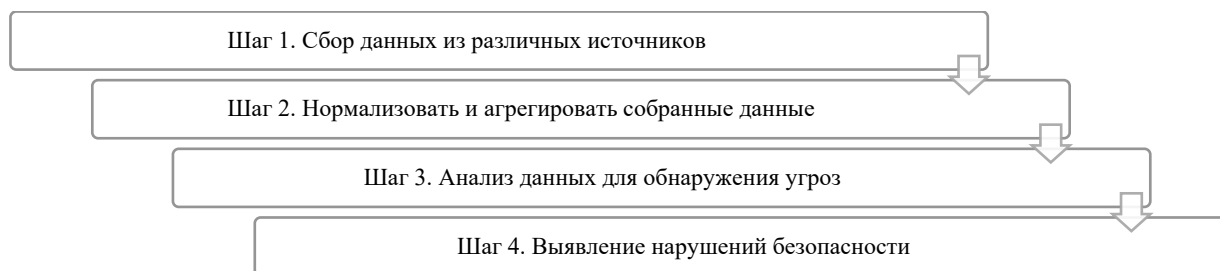 Шаг 1. Сбор данных из различных источников
Шаг 2. Нормализовать и агрегировать собранные данные
Шаг 3. Анализ данных для обнаружения угроз
Шаг 4. Выявление нарушений безопасности